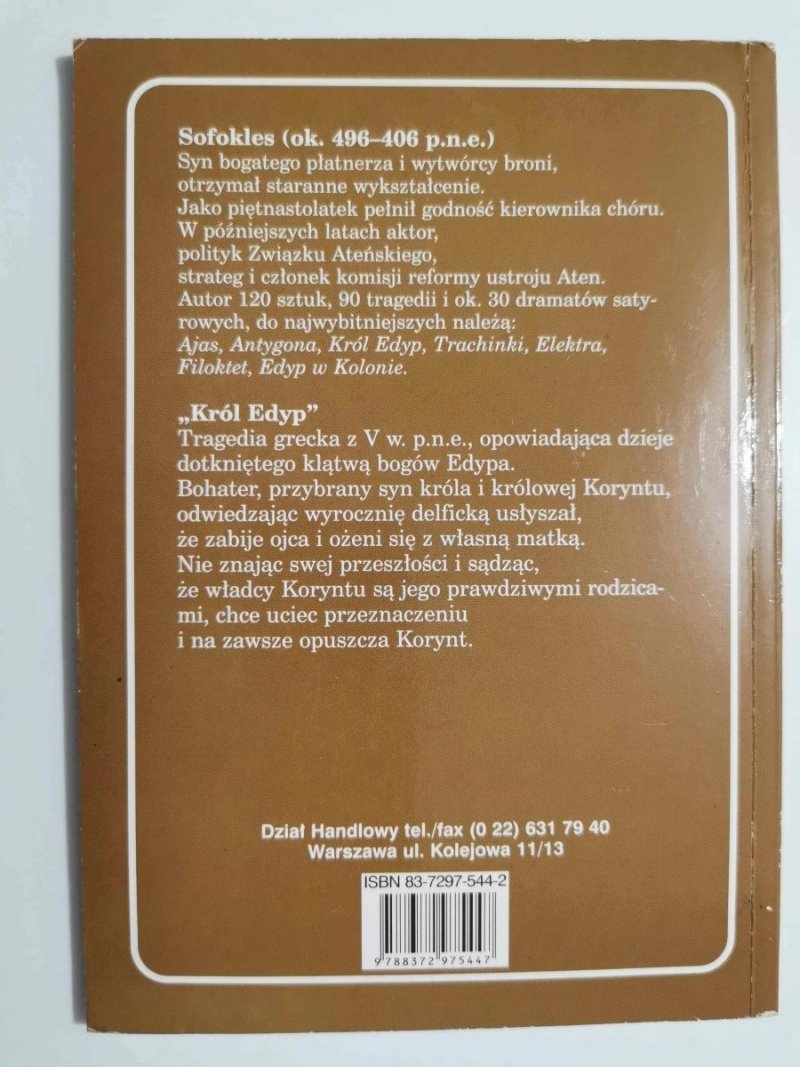 Sofokles (ok. 496–406 p.n.e.)
Syn bogatego płatnerza i wytwórcy broni,
otrzymał staranne wykształcenie.
Jako piętnastolatek pełnił godność kierownika chóru.
W późniejszych latach aktor,
polityk Związku Ateńskiego,
strateg i członek komisji reformy ustroju Aten.
Autor 120 sztuk, 90 tragedii i ok. 30 dramatów saty-
rowych, do najwybitniejszych należą:
Ajas, Antygona, Król Edyp, Trachinki, Elektra,
Filoktet, Edyp w Kolonie.
„Król Edyp”
Tragedia grecka z V w. p.n.e., opowiadająca dzieje
dotkniętego klątwą bogów Edypa.
Bohater, przybrany syn króla i królowej Koryntu,
odwiedzając wyrocznię delficką usłyszał,
że zabije ojca i ożeni się z własną matką.
Nie znając swej przeszłości i sądząc,
że władcy Koryntu są jego prawdziwymi rodzica-
mi, chce uciec przeznaczeniu
i na zawsze opuszcza Korynt.
Dział Handlowy tel./fax (0 22) 631 79 40
Warszawa ul. Kolejowa 11/13
ISBN 83-7297-544-2
9 788372 975447